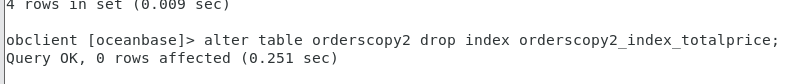 4 rows in set (0.009 sec)
obclient [oceanbase]> alter table orderscopy2 drop index orderscopy2_index_totalprice;
Query OK, 0 rows affected (0.251 sec)